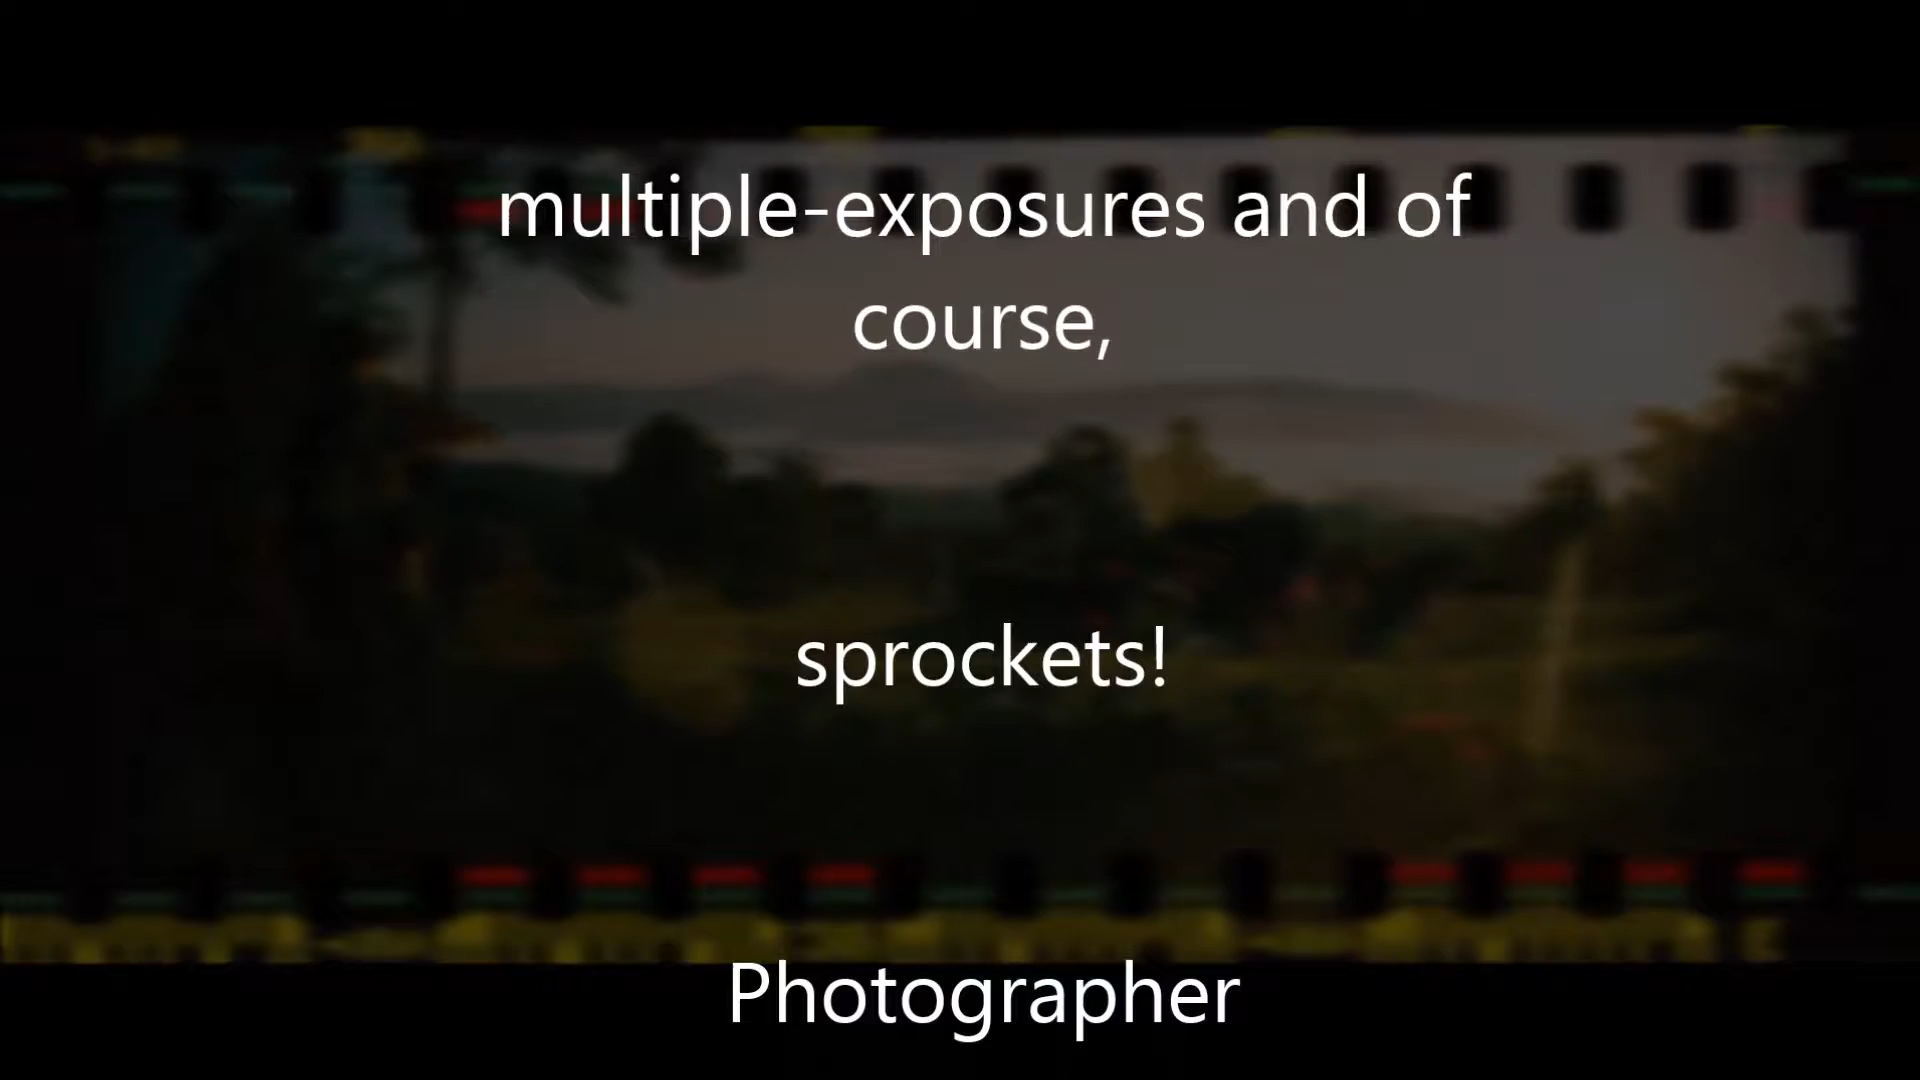 multiple-exposures and of
course,
sprockets!
Photographer